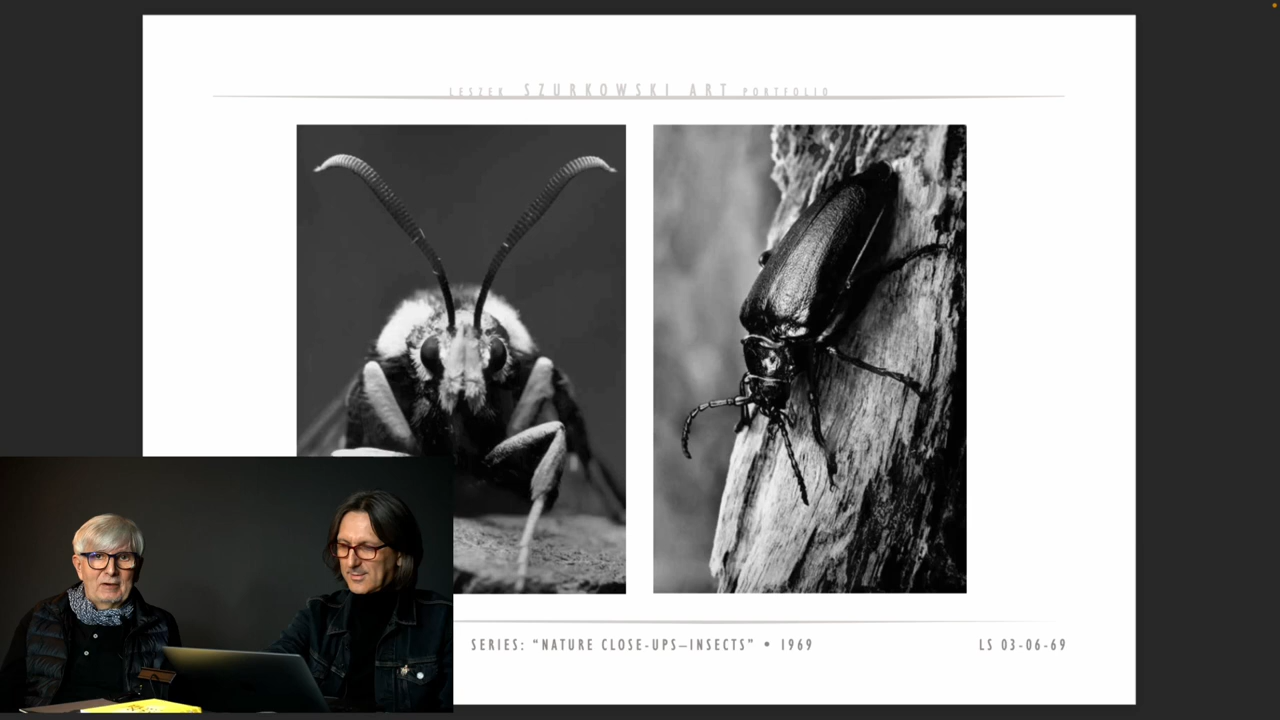 LESZEK SZURKOWSKI ART PORTFOLIO
SERIES: “NATURE CLOSE-UPS–INSECTS” • 1969
LS 03-06-69